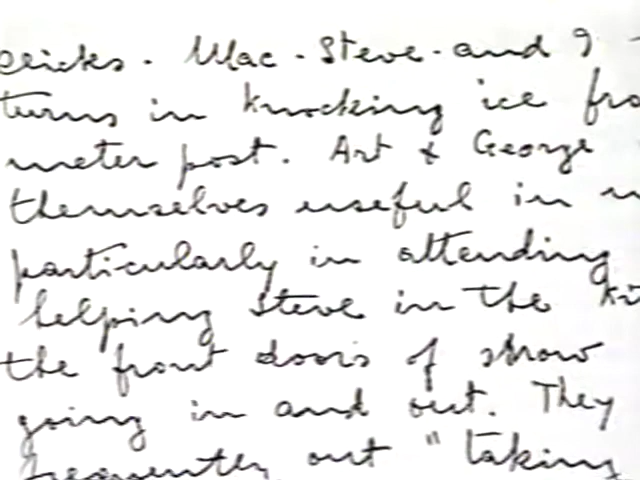 Mac - Steve - and I
turns in knocking ice fro
meter post. Art & George
themselves useful in
particularly in attending
helping Steve in the Ki
the front doors of snow
going in and out. They
frequently out "taking